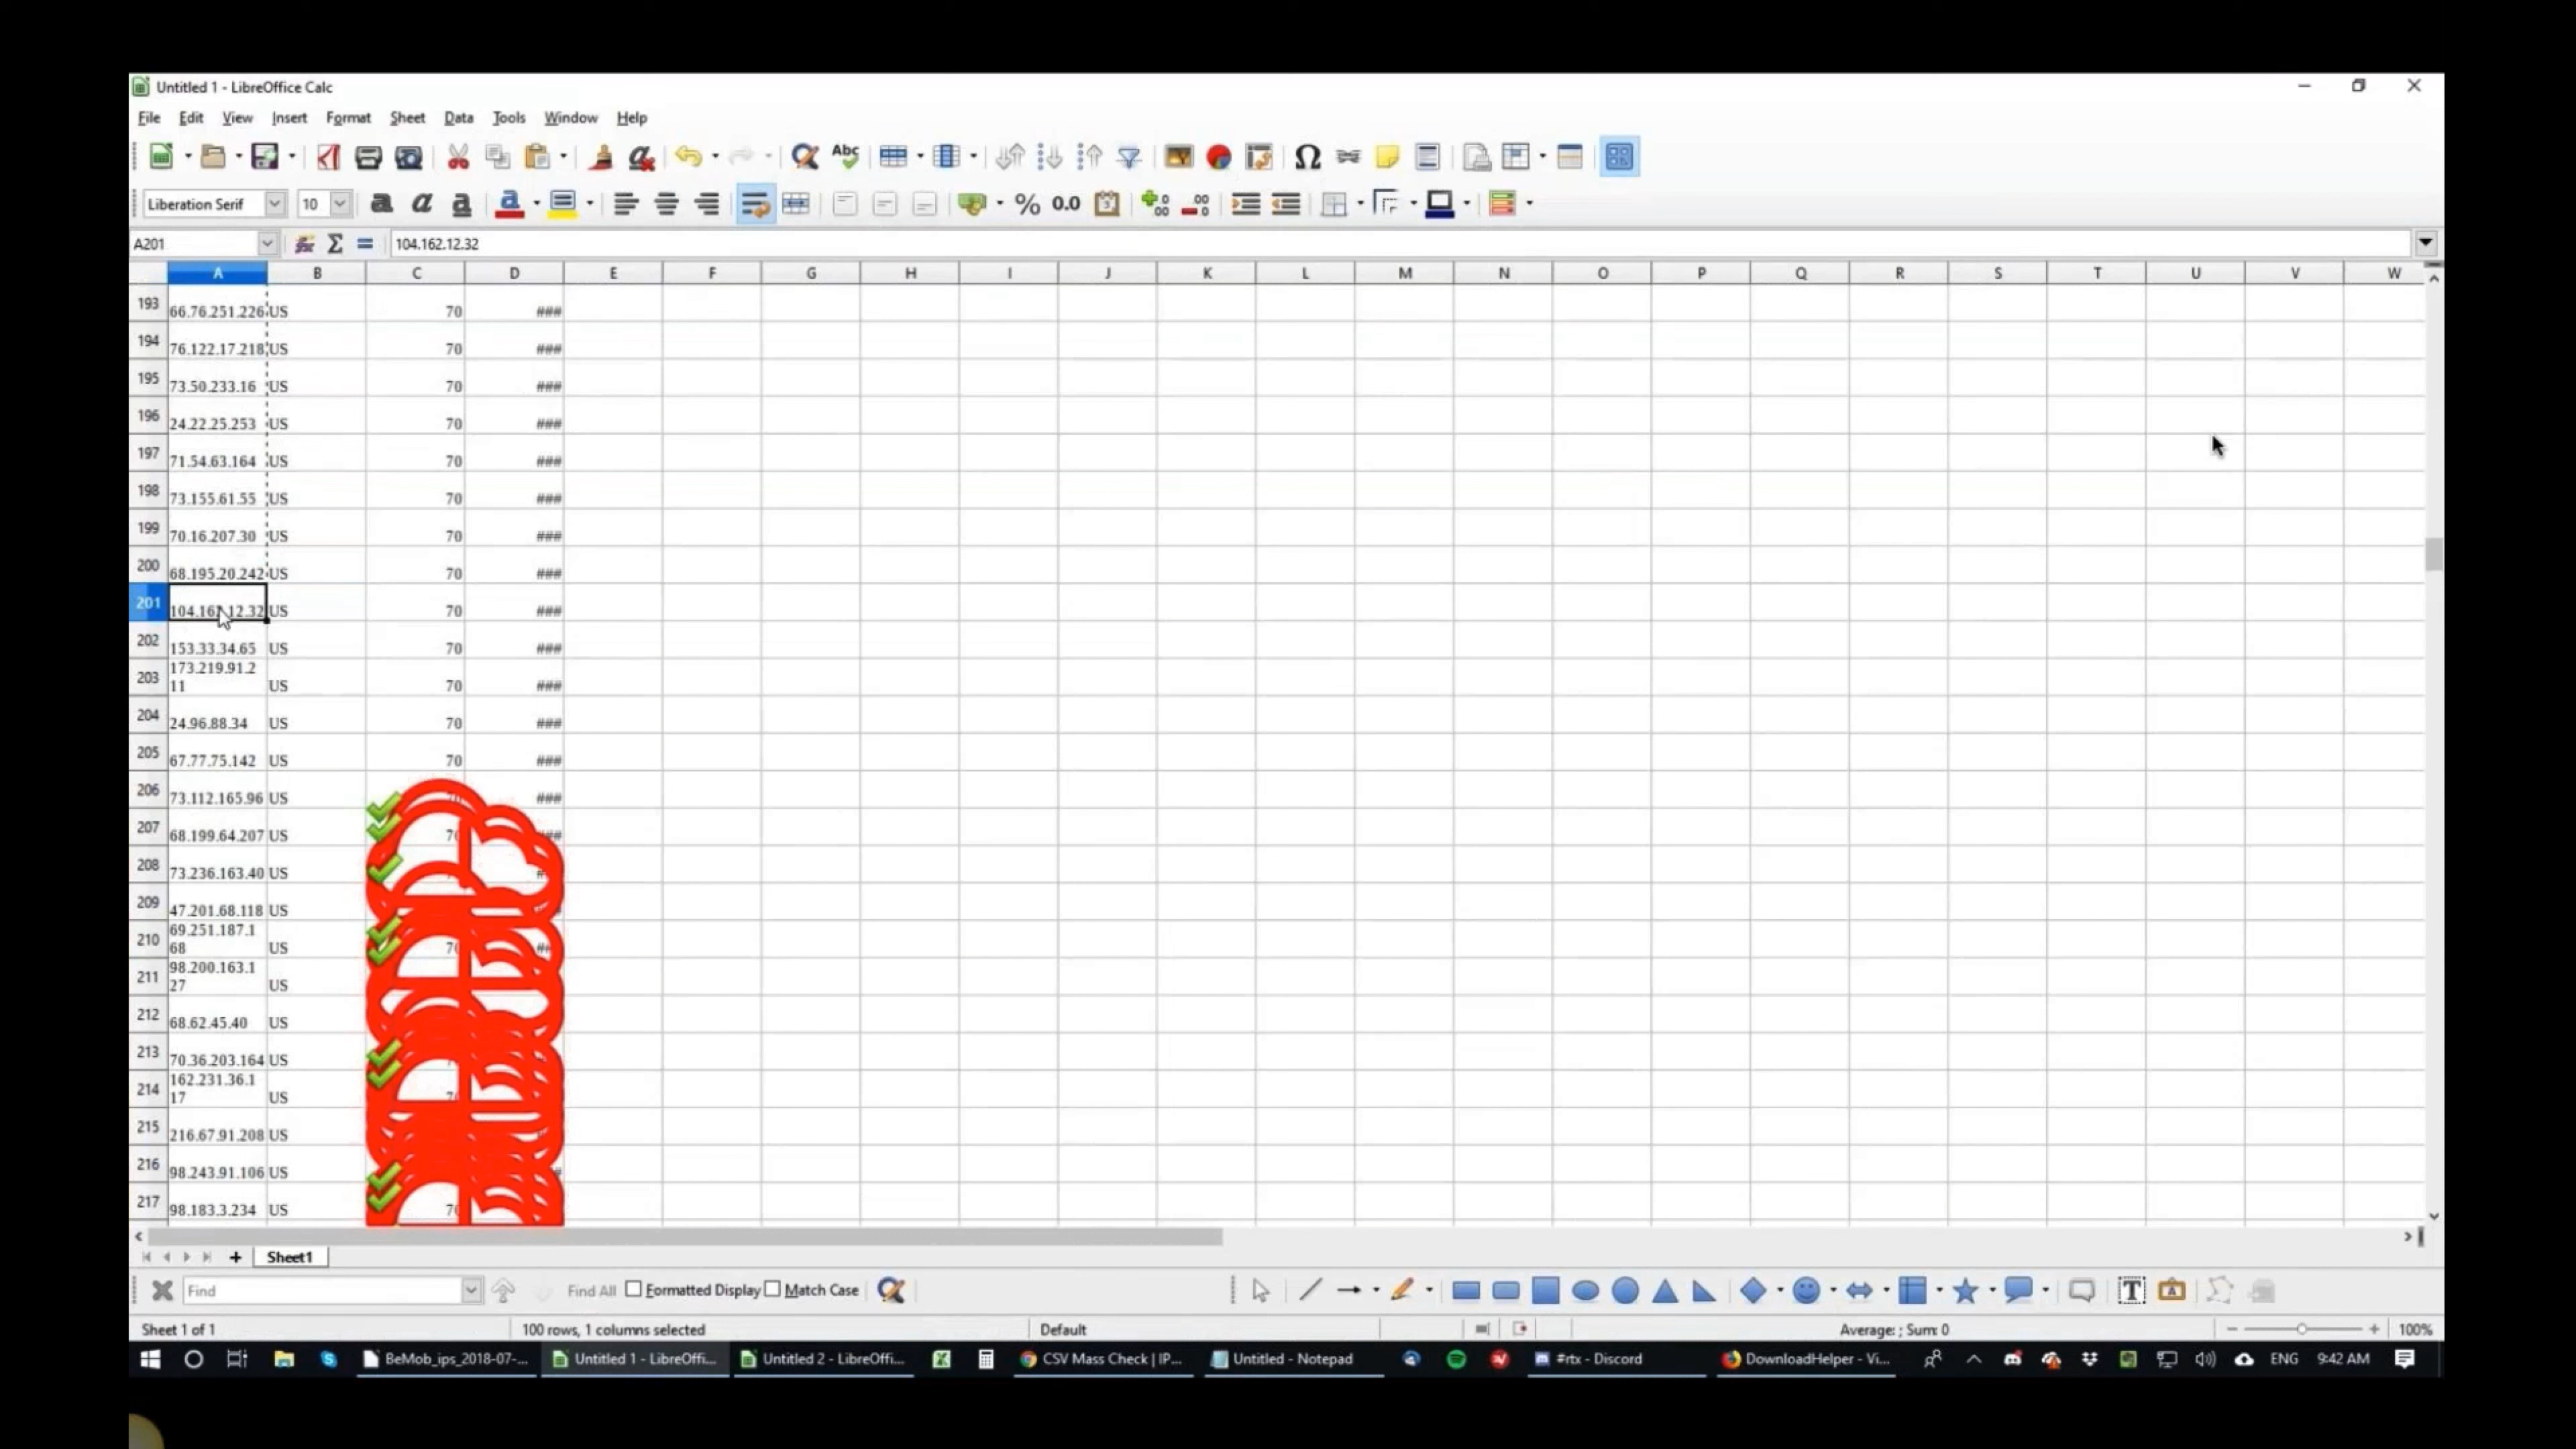 Untitled 1 - LibreOffice Calc
File Edit View Insert Format Sheet Data Tools Window Help
Liberation Serif 10
A201 104.162.12.32
A B C D E F G H I J K L M N O P Q R S T U V W
193 66.76.251.226 US 70 ###
194 76.122.17.218 US 70 ###
195 73.50.233.16 US 70 ###
196 24.22.25.253 US 70 ###
197 71.54.63.164 US 70 ###
198 73.155.61.55 US 70 ###
199 70.16.207.30 US 70 ###
200 68.195.20.242 US 70 ###
201 104.162.12.32 US 70 ###
202 153.33.34.65 US 70 ###
203 173.219.91.2
11 US 70 ###
204 24.96.88.34 US 70 ###
205 67.77.75.142 US 70 ###
206 73.112.165.96 US ###
207 68.199.64.207 US
208 73.236.163.40 US
209 47.201.68.118 US
210 69.251.187.1
68 US
211 98.200.163.1
27 US
212 68.62.45.40 US
213 70.36.203.164 US
214 162.231.36.1
17 US
215 216.67.91.208 US
216 98.243.91.106 US
217 98.183.3.234 US
Sheet1
Find Find All Formatted Display Match Case
Sheet 1 of 1 100 rows, 1 columns selected Default Average: ; Sum: 0 100%
BeMob_ips_2018-07-... Untitled 1 - LibreOffi... Untitled 2 - LibreOffi... CSV Mass Check | IP... Untitled - Notepad #rtx - Discord DownloadHelper - Vi... ENG 9:42 AM